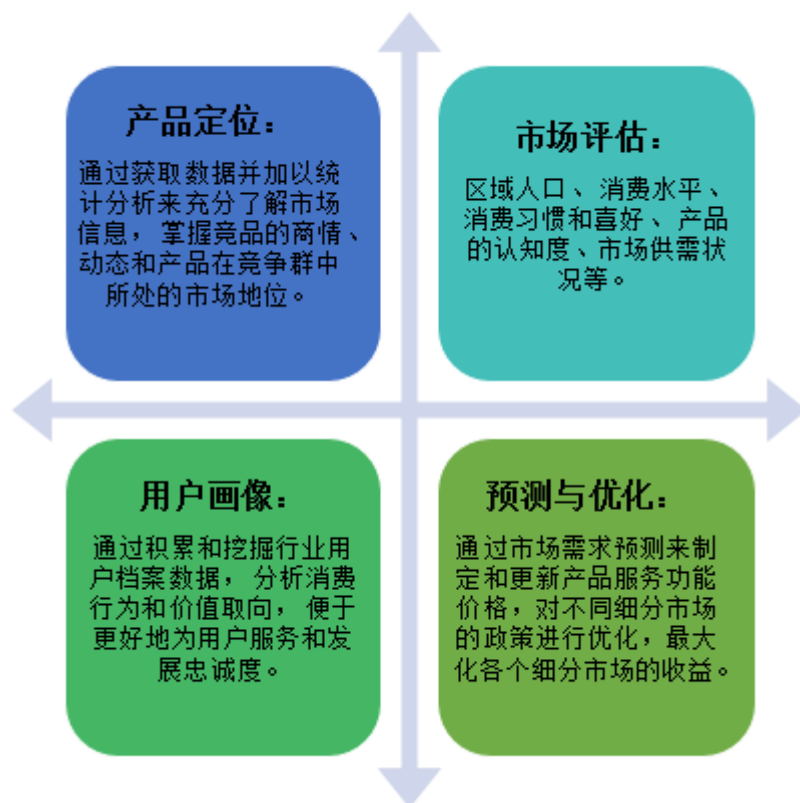 产品定位：
通过获取数据并加以统
计分析来充分了解市场
信息，掌握竞品的商情、
动态和产品在竞争群中
所处的市场地位。
市场评估：
区域人口、消费水平、
消费习惯和喜好、产品
的认知度、市场供需状
况等。
用户画像：
通过积累和挖掘行业用
户档案数据，分析消费
行为和价值取向，便于
更好地为用户服务和发
展忠诚度。
预测与优化：
通过市场需求预测来制
定和更新产品服务功能
价格，对不同细分市场
的政策进行优化，最大
化各个细分市场的收益。